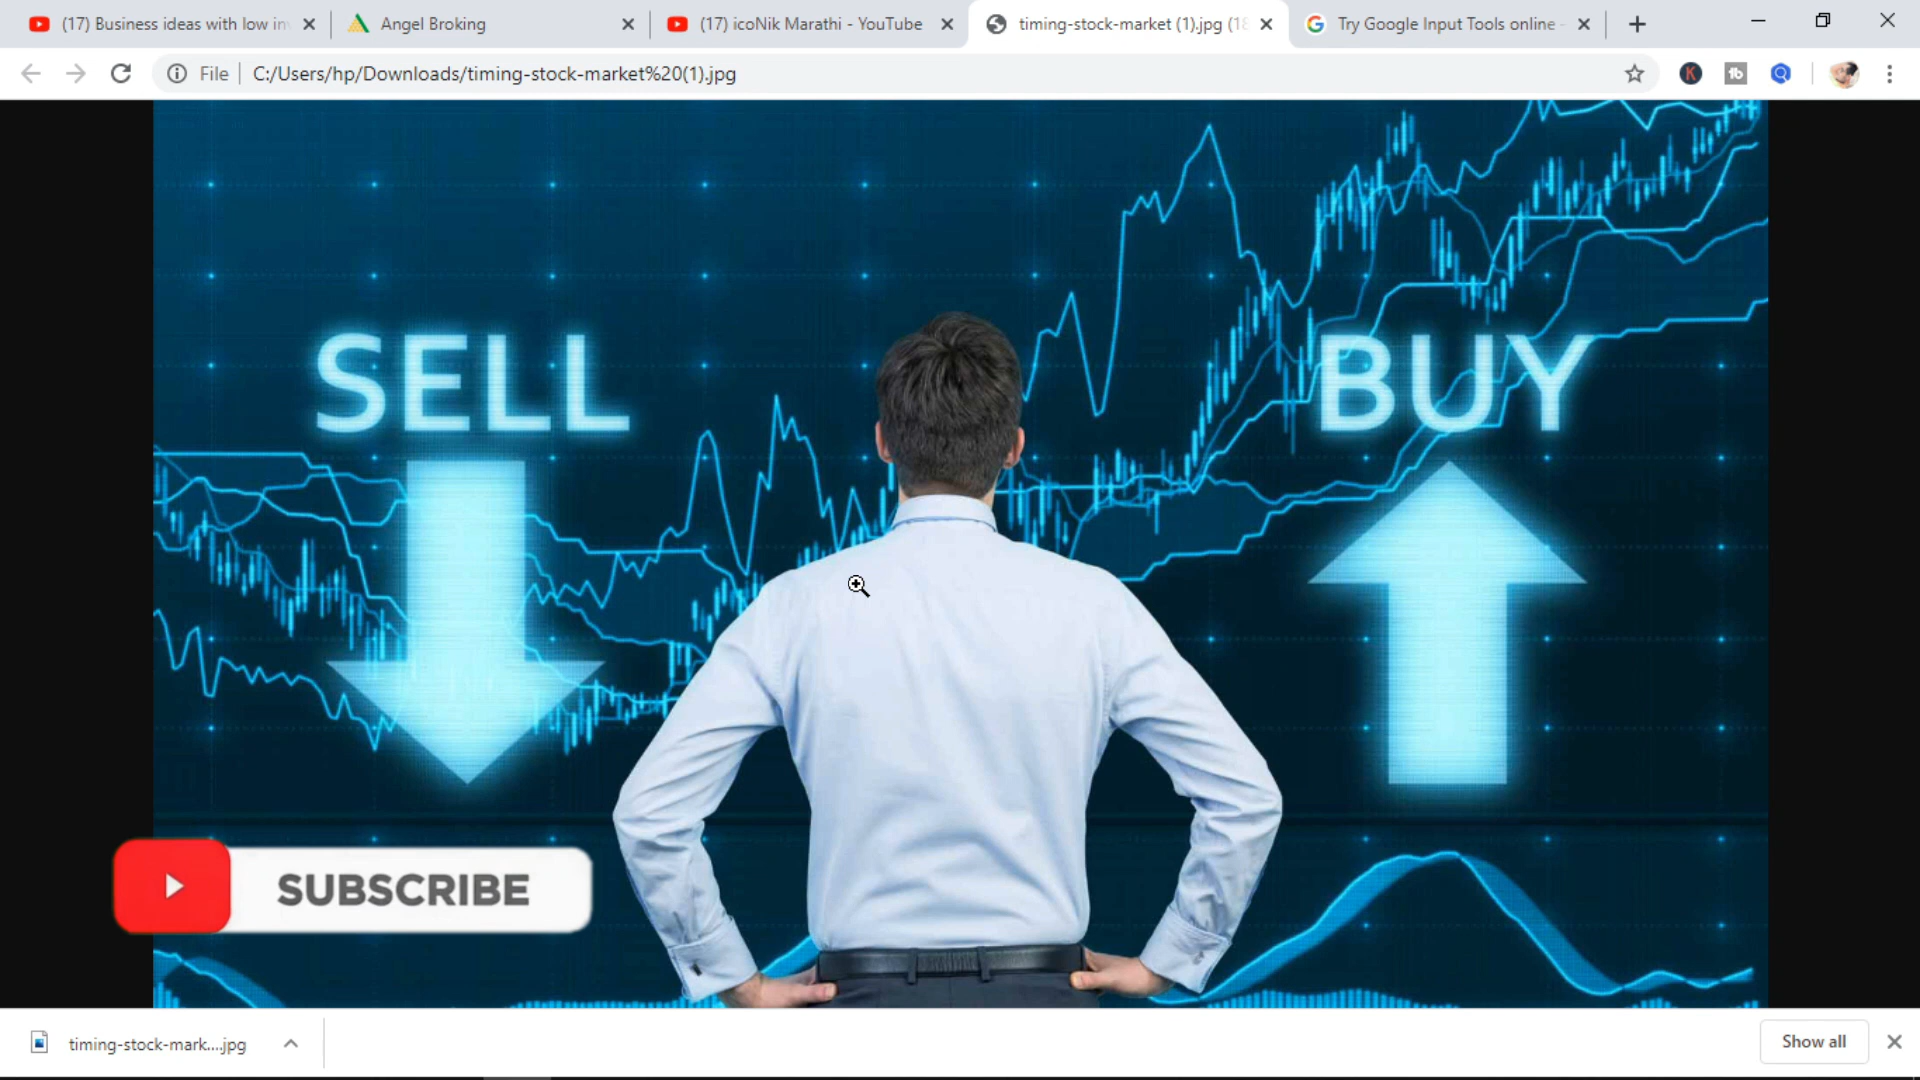 (17) Business ideas with low in
Angel Broking
(17) icoNik Marathi - YouTube
timing-stock-market (1).jpg (18
Try Google Input Tools online -
File
C:/Users/hp/Downloads/timing-stock-market%20(1).jpg
SELL
BUY
SUBSCRIBE
timing-stock-mark....jpg
Show all